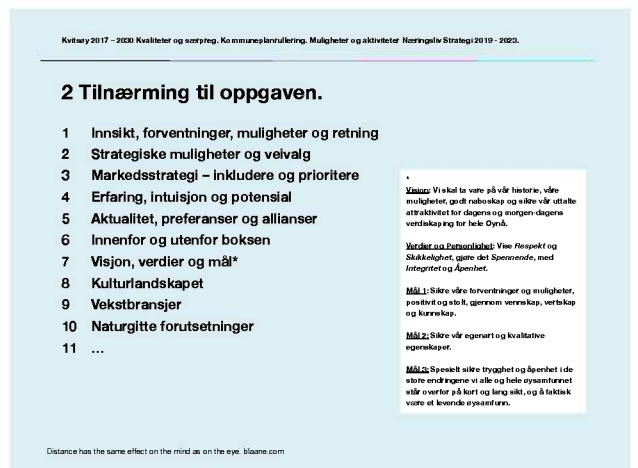 Kvitsøy 2017 – 2030 Kvaliteter og særpreg. Kommuneplanrullering. Muligheter og aktiviteter Næringsliv Strategi 2019 - 2023.
2 Tilnærming til oppgaven.
1 Innsikt, forventninger, muligheter og retning
2 Strategiske muligheter og veivalg
3 Markedsstrategi – inkludere og prioritere
4 Erfaring, intuisjon og potensial
5 Aktualitet, preferanser og allianser
6 Innenfor og utenfor boksen
7 Visjon, verdier og mål*
8 Kulturlandskapet
9 Vekstbransjer
10 Naturgitte forutsetninger
11 ...
*
Visjon: Vi skal ta vare på vår historie, våre
muligheter, godt naboskap og sikre vår uttalte
attraktivitet for dagens og morgen-dagens
verdiskaping for hele Øynå.
Verdier og Personlighet: Vise Respekt og
Skikkelighet, gjøre det Spennende, med
Integritet og Åpenhet.
Mål 1: Sikre våre forventninger og muligheter,
positivit og stolt, gjennom vennskap, vertskap
og kunnskap.
Mål 2: Sikre vår egenart og kvalitative
egenskaper.
Mål 3: Spesielt sikre trygghet og åpenhet i de
store endringene vi alle og hele øysamfunnet
står overfor på kort og lang sikt, og å faktisk
være et levende øysamfunn.
Distance has the same effect on the mind as on the eye. blaane.com